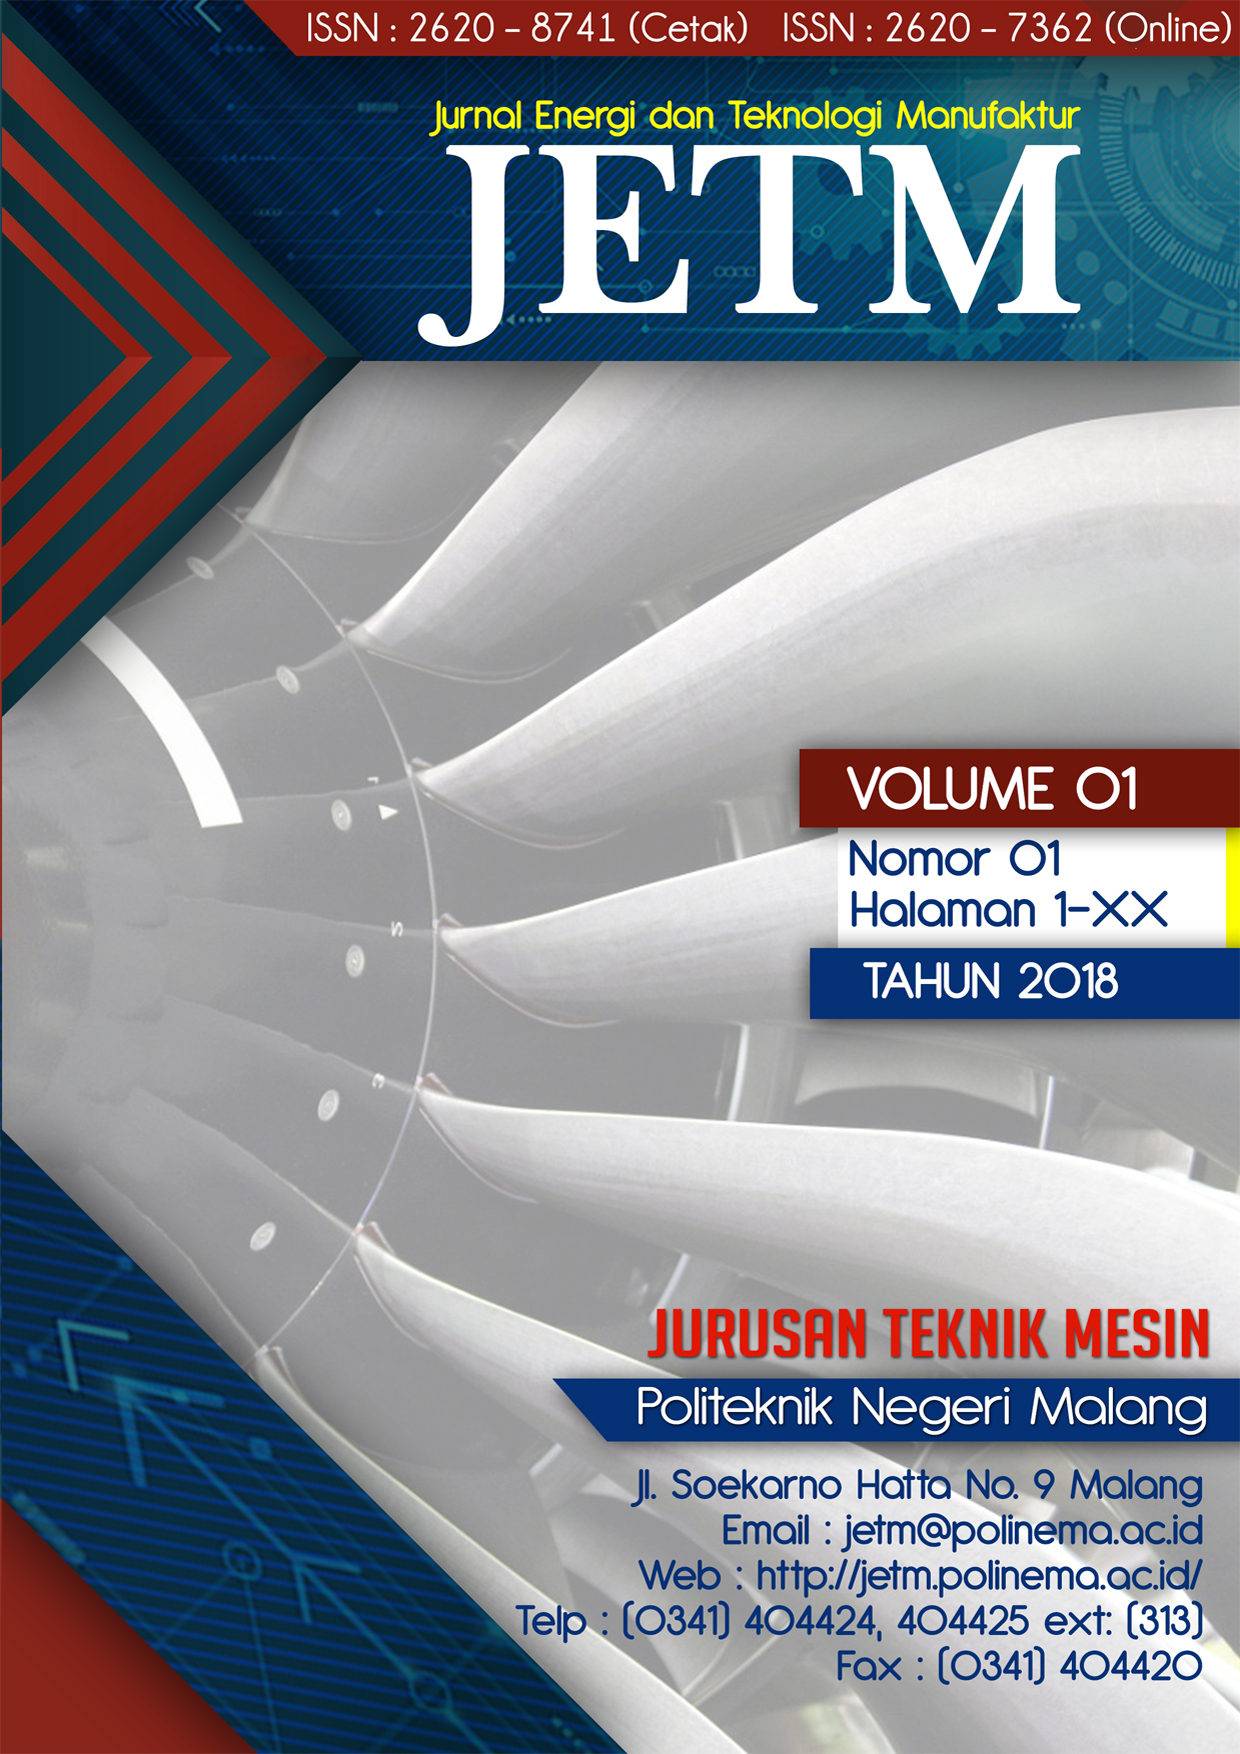 ISSN : 2620 - 8741 (Cetak) ISSN : 2620 - 7362 (Online)
Jurnal Energi dan Teknologi Manufaktur
JETM
VOLUME 01
Nomor 01
Halaman 1-XX
TAHUN 2018
JURUSAN TEKNIK MESIN
Politeknik Negeri Malang
Jl. Soekarno Hatta No. 9 Malang
Email : jetm@polinema.ac.id
Web : http://jetm.polinema.ac.id/
Telp : (0341) 404424, 404425 ext: (313)
Fax : (0341) 404420